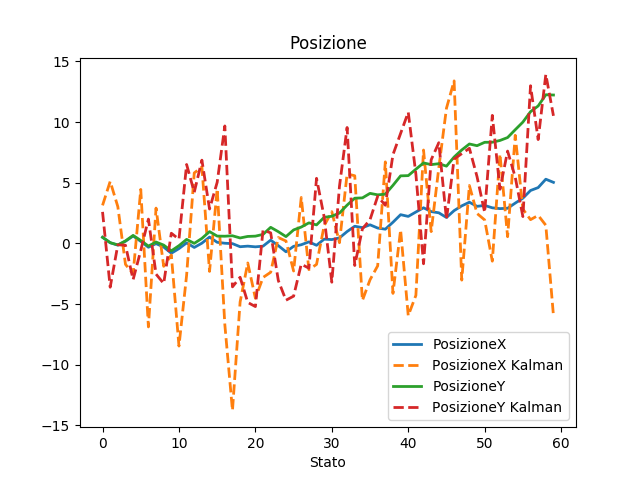 Posizione
15
10
5
0
−5
−10
−15
0 10 20 30 40 50 60
Stato
PosizioneX
PosizioneX Kalman
PosizioneY
PosizioneY Kalman